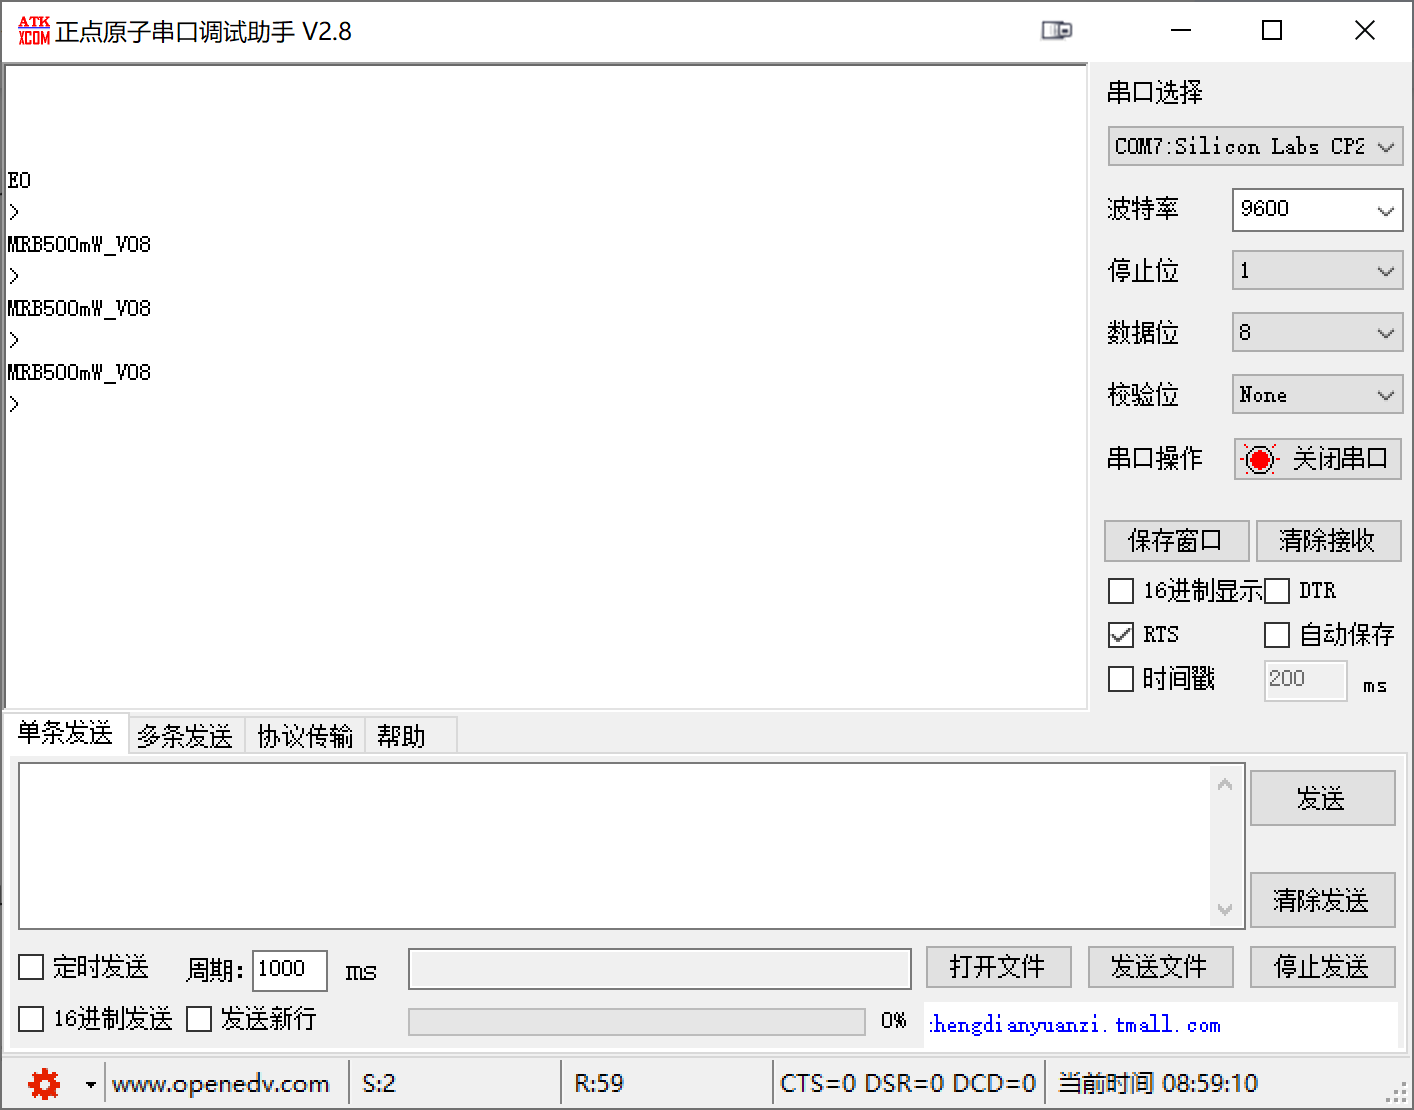 ATK
XCOM 正点原子串口调试助手 V2.8
E0
>
MRB500mW_V08
>
MRB500mW_V08
>
MRB500mW_V08
>
串口选择
COM7:Silicon Labs CP2
波特率 9600
停止位 1
数据位 8
校验位 None
串口操作 关闭串口
保存窗口 清除接收
16进制显示 DTR
RTS 自动保存
时间戳 200 ms
单条发送 多条发送 协议传输 帮助
发送
清除发送
定时发送 周期: 1000 ms 打开文件 发送文件 停止发送
16进制发送 发送新行 0% :hengdianyuanzi.tmall.com
www.openedv.com S:2 R:59 CTS=0 DSR=0 DCD=0 当前时间 08:59:10